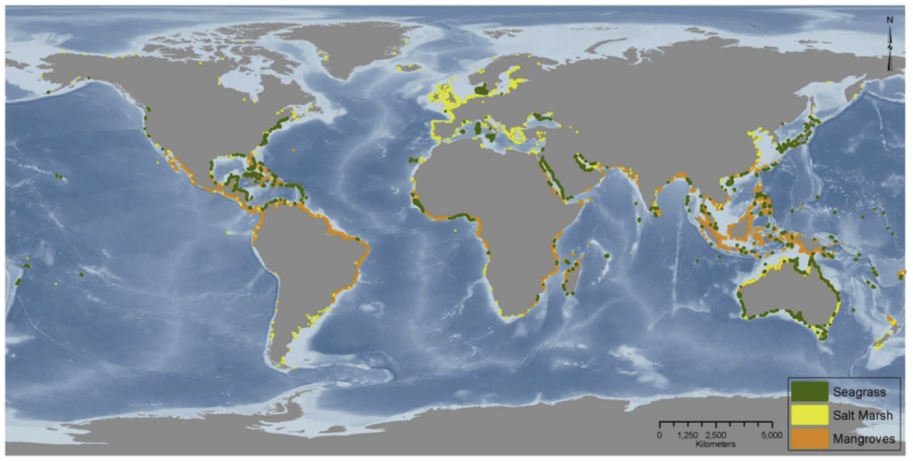 N
Seagrass
Salt Marsh
Mangroves
0 1,250 2,500 5,000
Kilometers